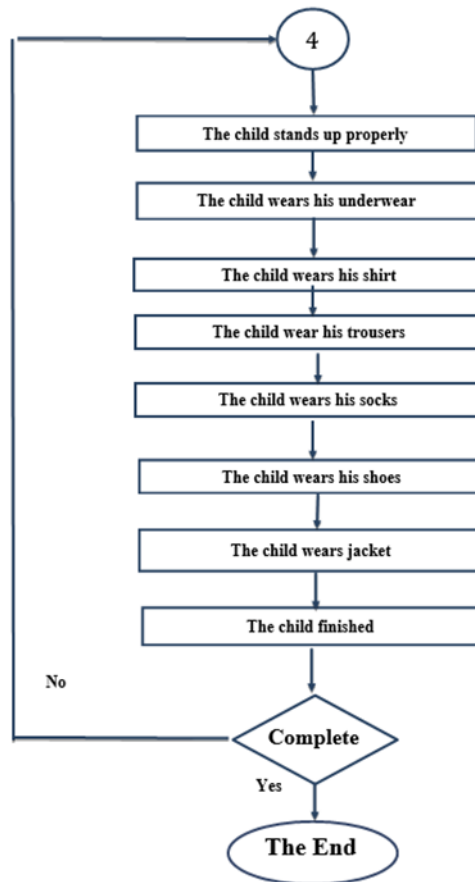 4
The child stands up properly
The child wears his underwear
The child wears his shirt
The child wear his trousers
The child wears his socks
The child wears his shoes
The child wears jacket
The child finished
No
Complete
Yes
The End